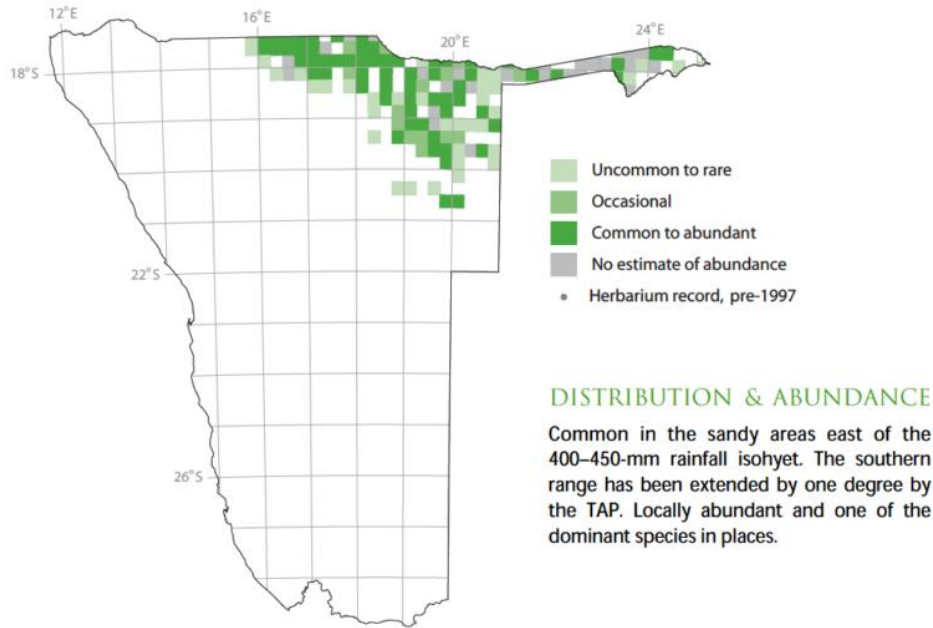 12°E
16°E
20°E
24°E
18°S
22°S
26°S
Uncommon to rare
Occasional
Common to abundant
No estimate of abundance
Herbarium record, pre-1997
DISTRIBUTION & ABUNDANCE
Common in the sandy areas east of the
400–450-mm rainfall isohyet. The southern
range has been extended by one degree by
the TAP. Locally abundant and one of the
dominant species in places.